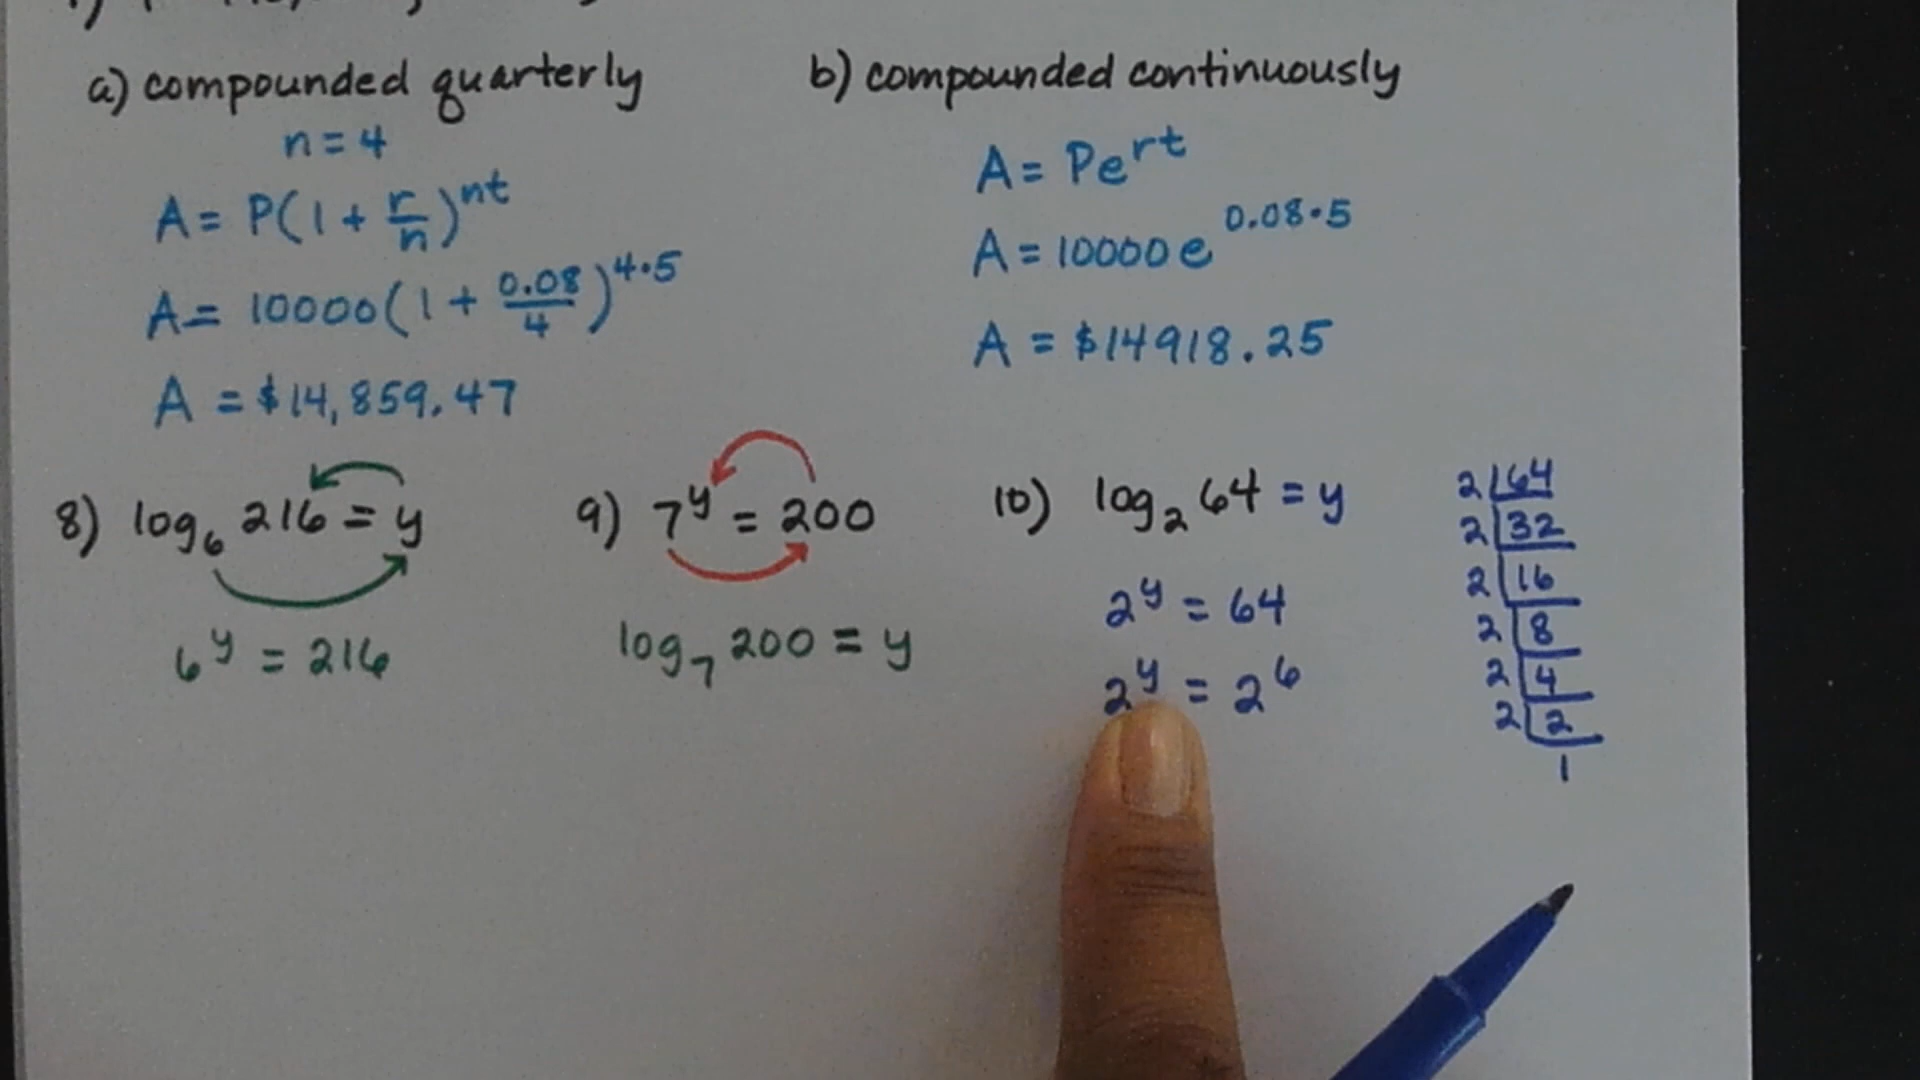 a) compounded quarterly
n = 4
A = P(1 + r/n)^nt
A = 10000(1 + 0.08/4)^4·5
A = $14,859.47
b) compounded continuously
A = Pe^rt
A = 10000e^0.08·5
A = $14918.25
8) log₆ 216 = y
6^y = 216
9) 7^y = 200
log₇ 200 = y
10) log₂ 64 = y
2^y = 64
2^y = 2^6
2 | 64
2 | 32
2 | 16
2 | 8
2 | 4
2 | 2
1